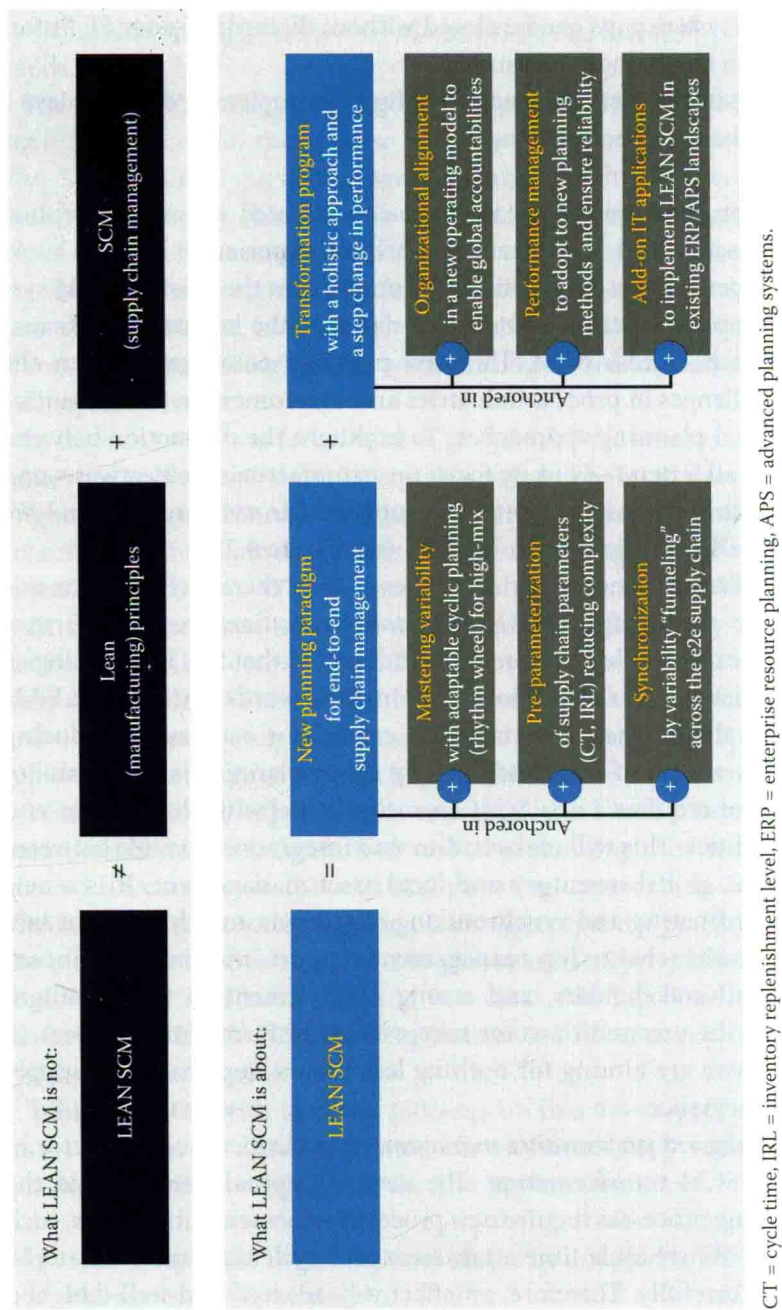 What LEAN SCM is not:
LEAN SCM
≠
Lean
(manufacturing) principles
+
SCM
(supply chain management)
What LEAN SCM is about:
LEAN SCM
=
New planning paradigm
for end-to-end
supply chain management
+
Transformation program
with a holistic approach and
a step change in performance
Anchored in
+
Mastering variability
with adaptable cyclic planning
(rhythm wheel) for high-mix
+
Pre-parameterization
of supply chain parameters
(CT, IRL) reducing complexity
+
Synchronization
by "variability funneling"
across the e2e supply chain
Anchored in
+
Organizational alignment
in a new operating model to
enable global accountabilities
+
Performance management
to adopt to new planning
methods and ensure reliability
+
Add-on IT applications
to implement LEAN SCM in
existing ERP/APS landscapes
CT = cycle time, IRL = inventory replenishment level, ERP = enterprise resource planning, APS = advanced planning systems.